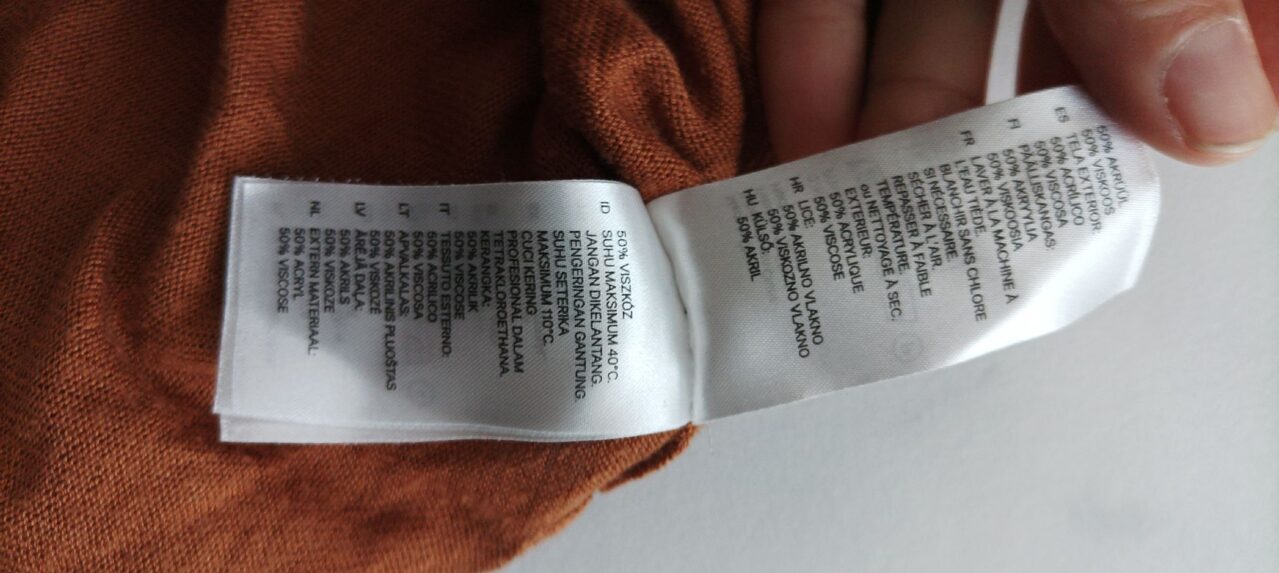 50% AKRÜÜL
50% VISKOOS
ES TELA EXTERIOR:
50% ACRÍLICO
50% VISCOSA
FI PÄÄLLISKANGAS:
50% AKRYYLIA
50% VISKOOSIA
FR LAVER À LA MACHINE À
L'EAU TIÈDE.
BLANCHIR SANS CHLORE
SI NÉCESSAIRE.
SÉCHER À L'AIR.
REPASSER À FAIBLE
TEMPÉRATURE.
ou NETTOYAGE À SEC.
EXTERIEUR:
50% ACRYLIQUE
50% VISCOSE
HR LICE:
50% AKRILNO VLAKNO
50% VISKOZNO VLAKNO
HU KÜLSŐ:
50% AKRIL
50% VISZKÓZ
ID SUHU MAKSIMUM 40°C.
JANGAN DIKELANTANG.
PENGERINGAN GANTUNG.
SUHU SETERIKA
MAKSIMUM 110°C.
CUCI KERING
PROFESIONAL DALAM
TETRAKLOROETHANA.
KERANGKA:
50% AKRILIK
50% VISCOSE
IT TESSUTO ESTERNO:
50% ACRILICO
50% VISCOSA
LT APVALKALAS:
50% AKRILINIS PLUOŠTAS
50% VISKOZĖ
LV ĀRĒJĀ DAĻA:
50% AKRILS
50% VISKOZE
NL EXTERN MATERIAAL:
50% ACRYL
50% VISCOSE